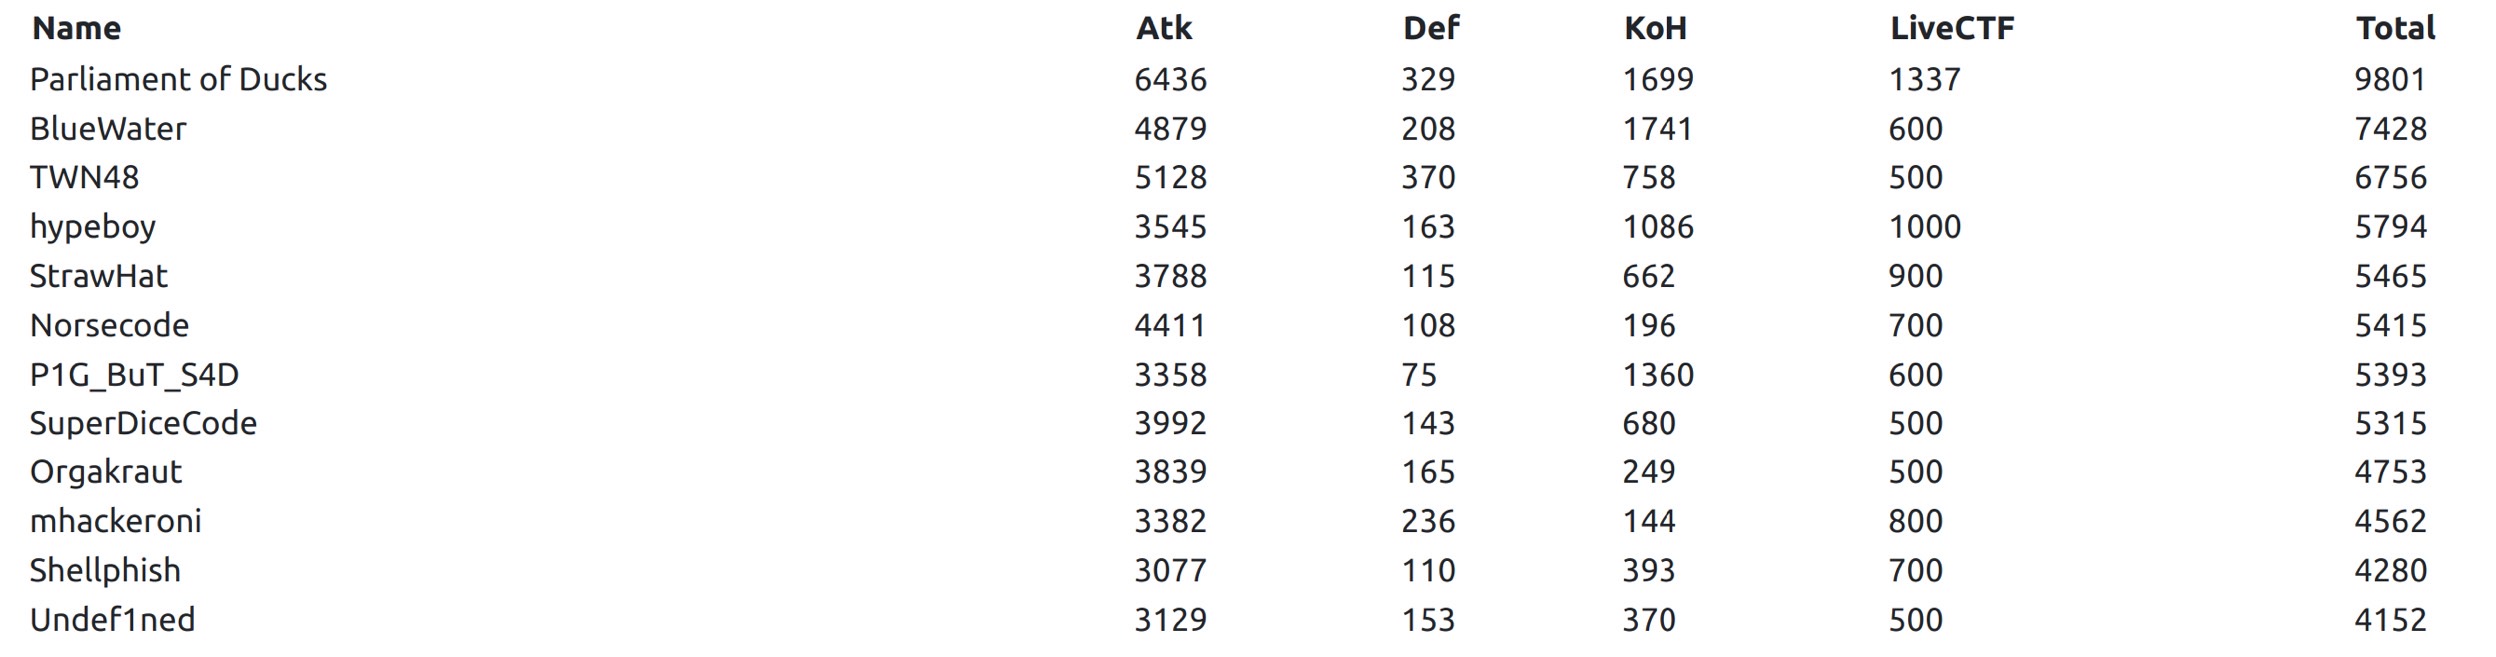 Name Atk Def KoH LiveCTF Total
Parliament of Ducks 6436 329 1699 1337 9801
BlueWater 4879 208 1741 600 7428
TWN48 5128 370 758 500 6756
hypeboy 3545 163 1086 1000 5794
StrawHat 3788 115 662 900 5465
Norsecode 4411 108 196 700 5415
P1G_BuT_S4D 3358 75 1360 600 5393
SuperDiceCode 3992 143 680 500 5315
Orgakraut 3839 165 249 500 4753
mhackeroni 3382 236 144 800 4562
Shellphish 3077 110 393 700 4280
Undef1ned 3129 153 370 500 4152